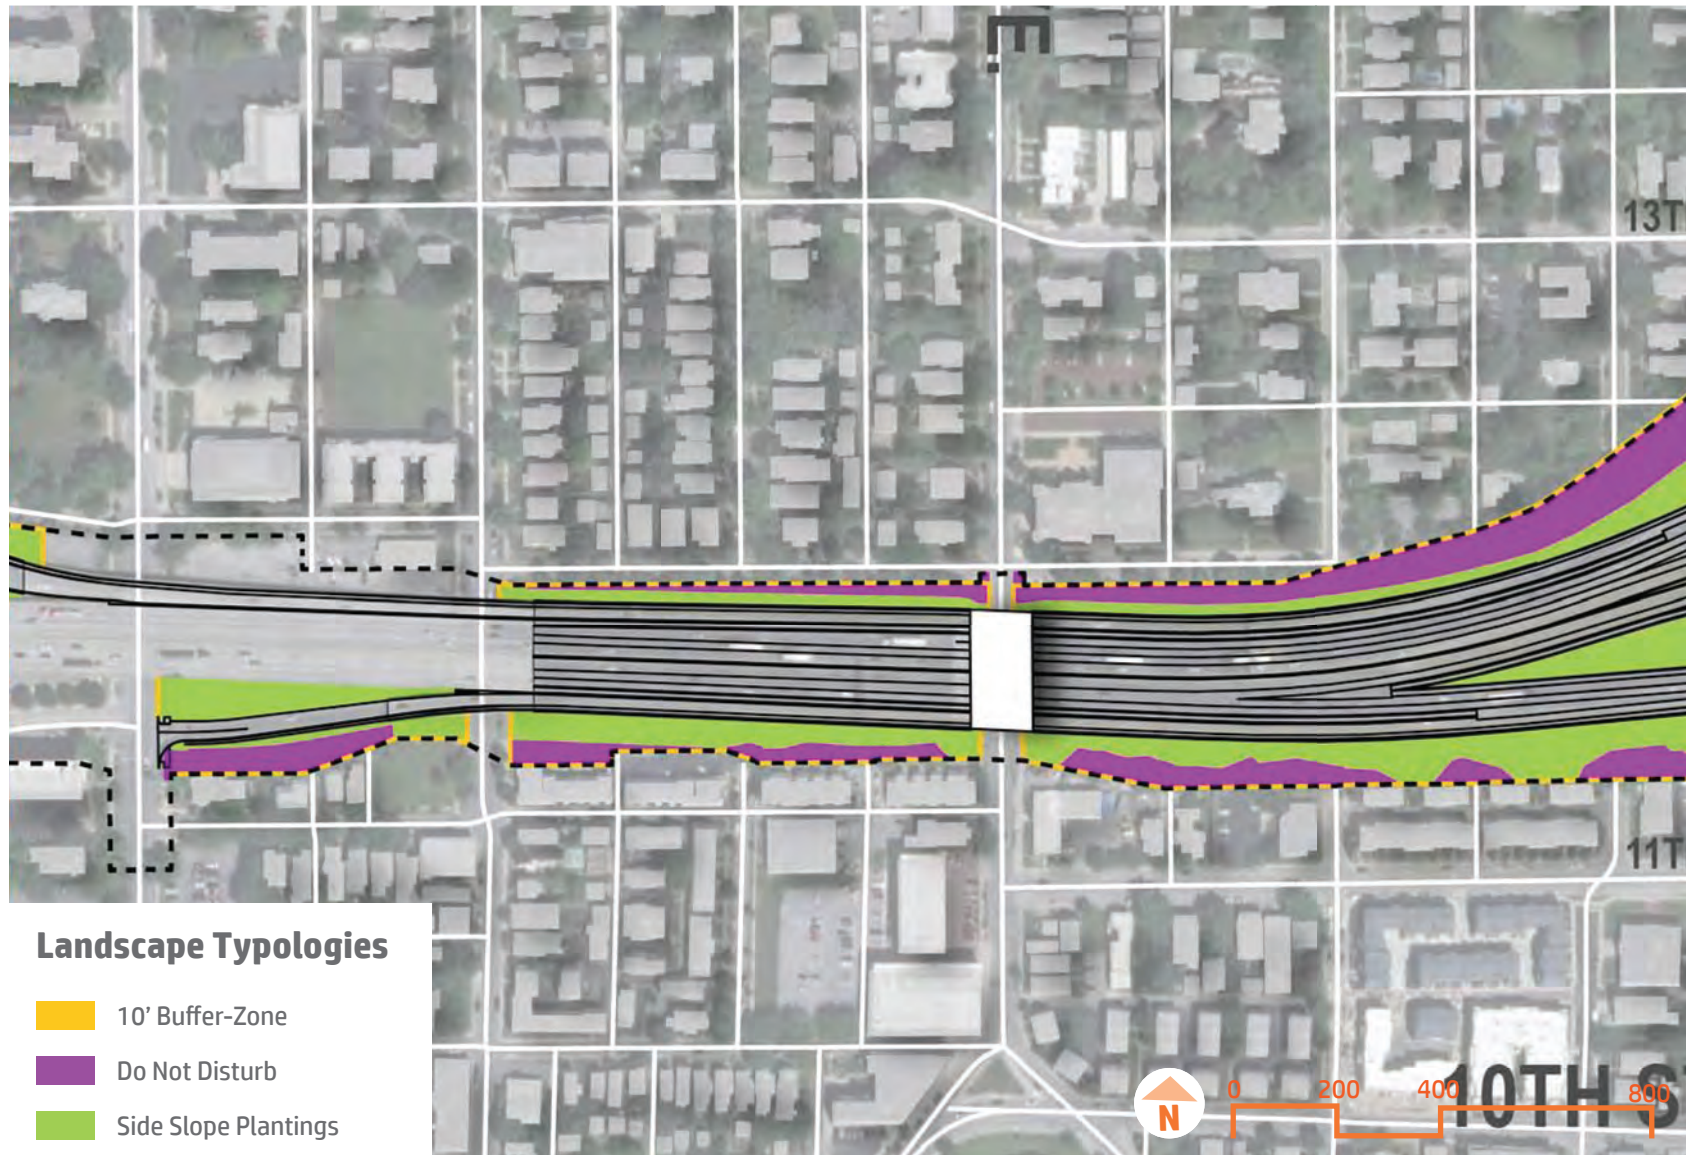 E.
13T
11T
Landscape Typologies
10' Buffer-Zone
Do Not Disturb
Side Slope Plantings
N
0 200 400 800
10TH S